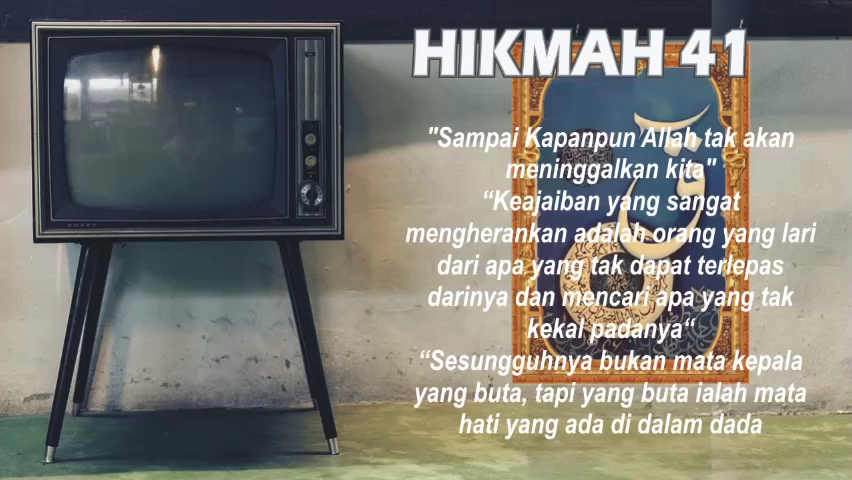 HIKMAH 41
"Sampai Kapanpun Allah tak akan
meninggalkan kita"
“Keajaiban yang sangat
mengherankan adalah orang yang lari
dari apa yang tak dapat terlepas
darinya dan mencari apa yang tak
kekal padanya“
“Sesungguhnya bukan mata kepala
yang buta, tapi yang buta ialah mata
hati yang ada di dalam dada